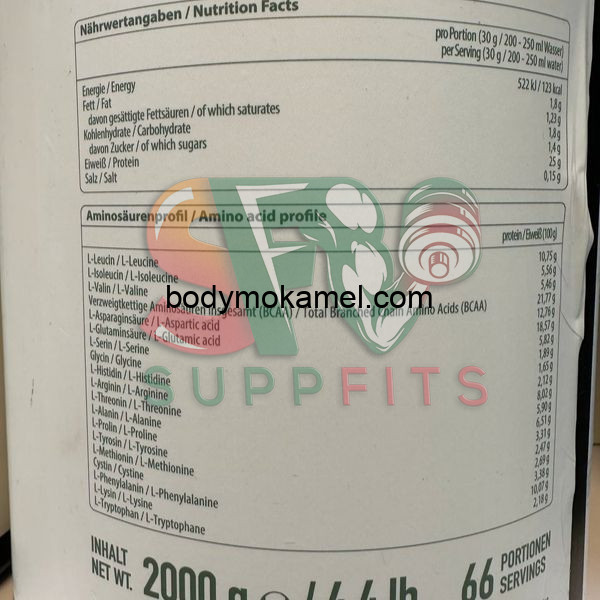 Nährwertangaben / Nutrition Facts
pro Portion (30 g / 200 - 250 ml Wasser)
per Serving (30 g / 200 - 250 ml water)
Energie / Energy 522 kJ / 123 kcal
Fett / Fat 1,8 g
davon gesättigte Fettsäuren / of which saturates 1,23 g
Kohlenhydrate / Carbohydrate 1,8 g
davon Zucker / of which sugars 1,4 g
Eiweiß / Protein 25 g
Salz / Salt 0,15 g
Aminosäurenprofil / Amino acid profile
protein / Eiweiß (100 g)
L-Leucin / L-Leucine 10,75 g
L-Isoleucin / L-Isoleucine 5,56 g
L-Valin / L-Valine 5,46 g
Verzweigtkettige Aminosäuren insgesamt (BCAA) / Total Branched Chain Amino Acids (BCAA) 21,77 g
L-Asparaginsäure / L-Aspartic acid 12,76 g
L-Glutaminsäure / L-Glutamic acid 18,57 g
L-Serin / L-Serine 5,82 g
Glycin / Glycine 1,89 g
L-Histidin / L-Histidine 1,65 g
L-Arginin / L-Arginine 2,12 g
L-Threonin / L-Threonine 8,02 g
L-Alanin / L-Alanine 5,90 g
L-Prolin / L-Proline 6,51 g
L-Tyrosin / L-Tyrosine 3,31 g
L-Methionin / L-Methionine 2,47 g
Cystin / Cystine 2,69 g
L-Phenylalanin / L-Phenylalanine 3,38 g
L-Lysin / L-Lysine 10,07 g
L-Tryptophan / L-Tryptophane 2,18 g
SF
bodymokamel.com
SUPPFITS
INHALT
NET WT. 2000 g / 4.4 lb
66 PORTIONEN
SERVINGS